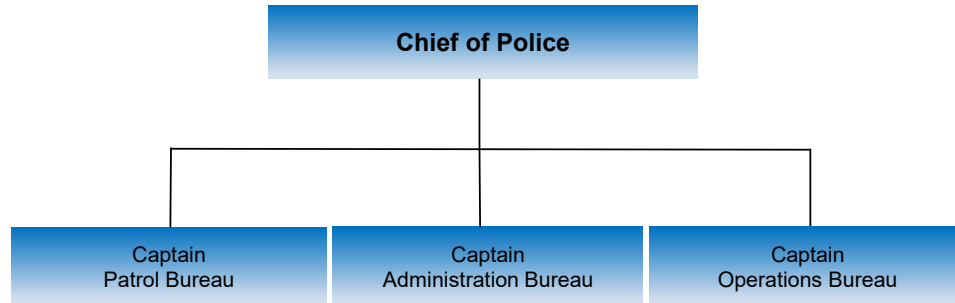 Chief of Police
Captain
Patrol Bureau
Captain
Administration Bureau
Captain
Operations Bureau